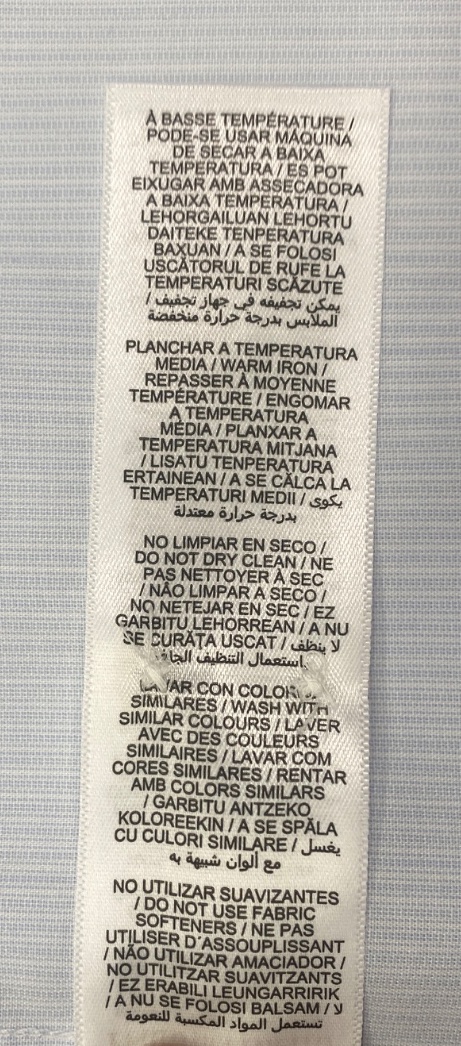 À BASSE TEMPÉRATURE /
PODE-SE USAR MÁQUINA
DE SECAR A BAIXA
TEMPERATURA / ES POT
EIXUGAR AMB ASSECADORA
A BAIXA TEMPERATURA /
LEHORGAILUAN LEHORTU
DAITEKE TENPERATURA
BAXUAN / A SE FOLOSI
USCĂTORUL DE RUFE LA
TEMPERATURI SCĂZUTE
/ يمكن تجفيفه في جهاز تجفيف
الملابس بدرجة حرارة منخفضة
PLANCHAR A TEMPERATURA
MEDIA / WARM IRON /
REPASSER À MOYENNE
TEMPÉRATURE / ENGOMAR
A TEMPERATURA
MÉDIA / PLANXAR A
TEMPERATURA MITJANA
/ LISATU TENPERATURA
ERTAINEAN / A SE CĂLCA LA
TEMPERATURI MEDII / يكوى
بدرجة حرارة معتدلة
NO LIMPIAR EN SECO /
DO NOT DRY CLEAN / NE
PAS NETTOYER À SEC
/ NÃO LIMPAR A SECO /
NO NETEJAR EN SEC / EZ
GARBITU LEHORREAN / A NU
SE CURĂȚA USCAT / لا ينظف
باستعمال التنظيف الجاف
LAVAR CON COLORES
SIMILARES / WASH WITH
SIMILAR COLOURS / LAVER
AVEC DES COULEURS
SIMILAIRES / LAVAR COM
CORES SIMILARES / RENTAR
AMB COLORS SIMILARS
/ GARBITU ANTZEKO
KOLOREEKIN / A SE SPĂLA
CU CULORI SIMILARE / يغسل
مع ألوان شبيهة به
NO UTILIZAR SUAVIZANTES
/ DO NOT USE FABRIC
SOFTENERS / NE PAS
UTILISER D´ASSOUPLISSANT
/ NÃO UTILIZAR AMACIADOR /
NO UTILITZAR SUAVITZANTS
/ EZ ERABILI LEUNGARRIRIK
/ A NU SE FOLOSI BALSAM / لا
تستعمل المواد المكسبة للنعومة